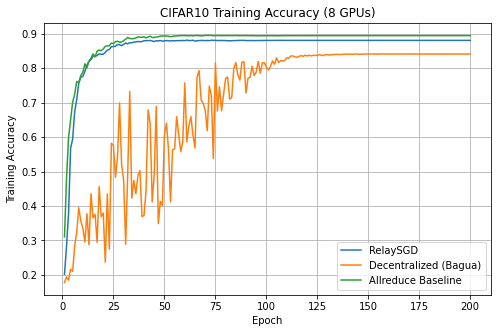 CIFAR10 Training Accuracy (8 GPUs)
0.9
0.8
0.7
0.6
0.5
0.4
0.3
0.2
Training Accuracy
0 25 50 75 100 125 150 175 200
Epoch
RelaySGD
Decentralized (Bagua)
Allreduce Baseline